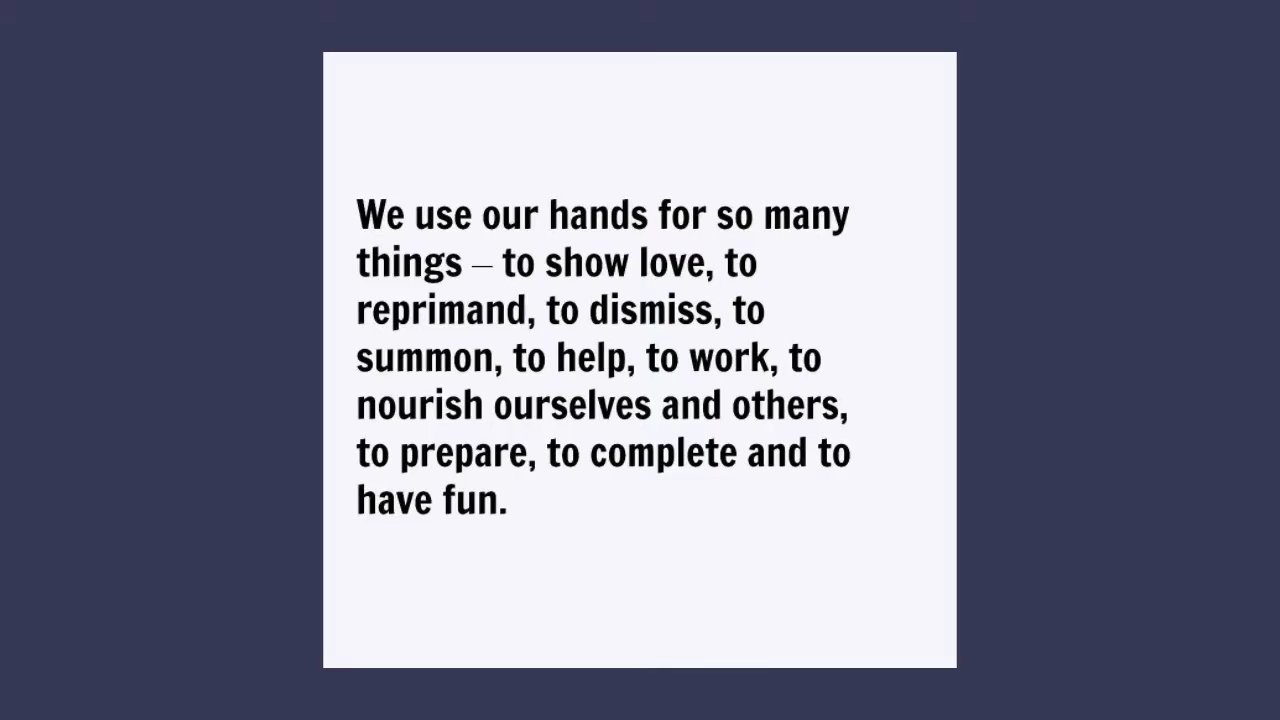 We use our hands for so many
things – to show love, to
reprimand, to dismiss, to
summon, to help, to work, to
nourish ourselves and others,
to prepare, to complete and to
have fun.